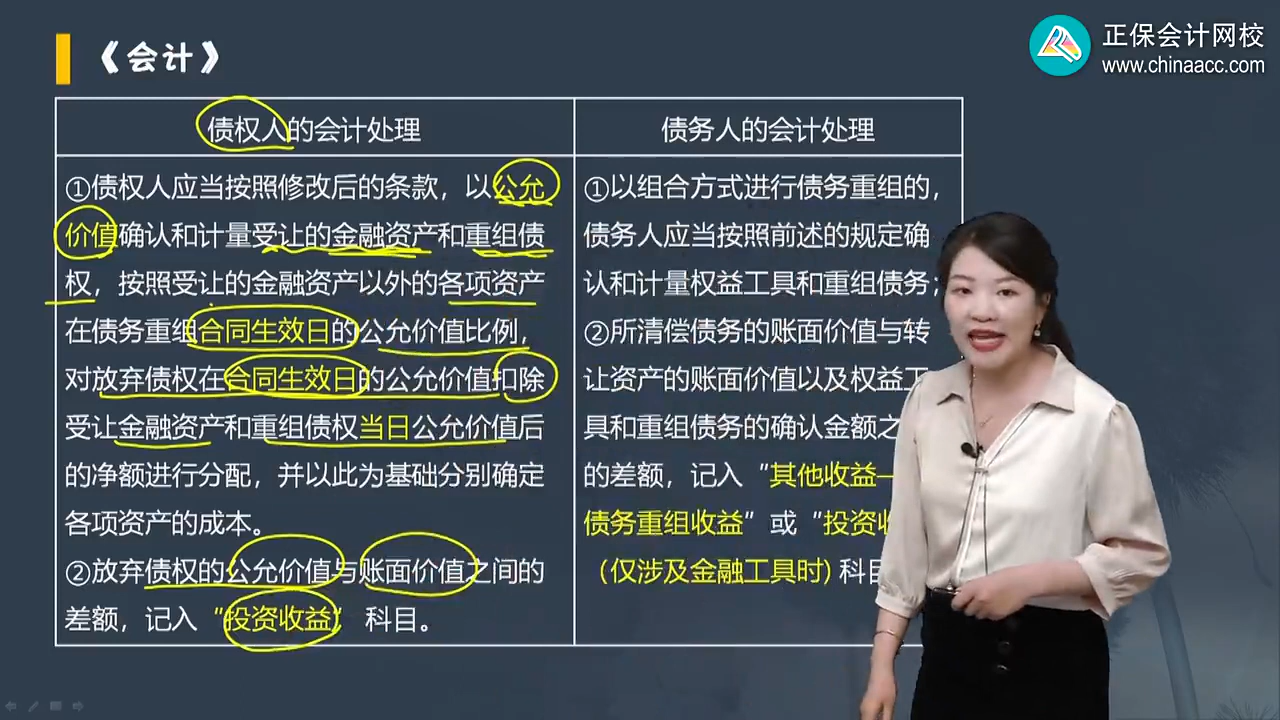 《会计》
正保会计网校
www.chinaacc.com
债权人的会计处理
①债权人应当按照修改后的条款，以公允
价值确认和计量受让的金融资产和重组债
权，按照受让的金融资产以外的各项资产
在债务重组合同生效日的公允价值比例，
对放弃债权在合同生效日的公允价值扣除
受让金融资产和重组债权当日公允价值后
的净额进行分配，并以此为基础分别确定
各项资产的成本。
②放弃债权的公允价值与账面价值之间的
差额，记入“投资收益” 科目。
债务人的会计处理
①以组合方式进行债务重组的，
债务人应当按照前述的规定确
认和计量权益工具和重组债务；
②所清偿债务的账面价值与转
让资产的账面价值以及权益工
具和重组债务的确认金额之
的差额，记入“其他收益—
债务重组收益”或“投资收
（仅涉及金融工具时）科目